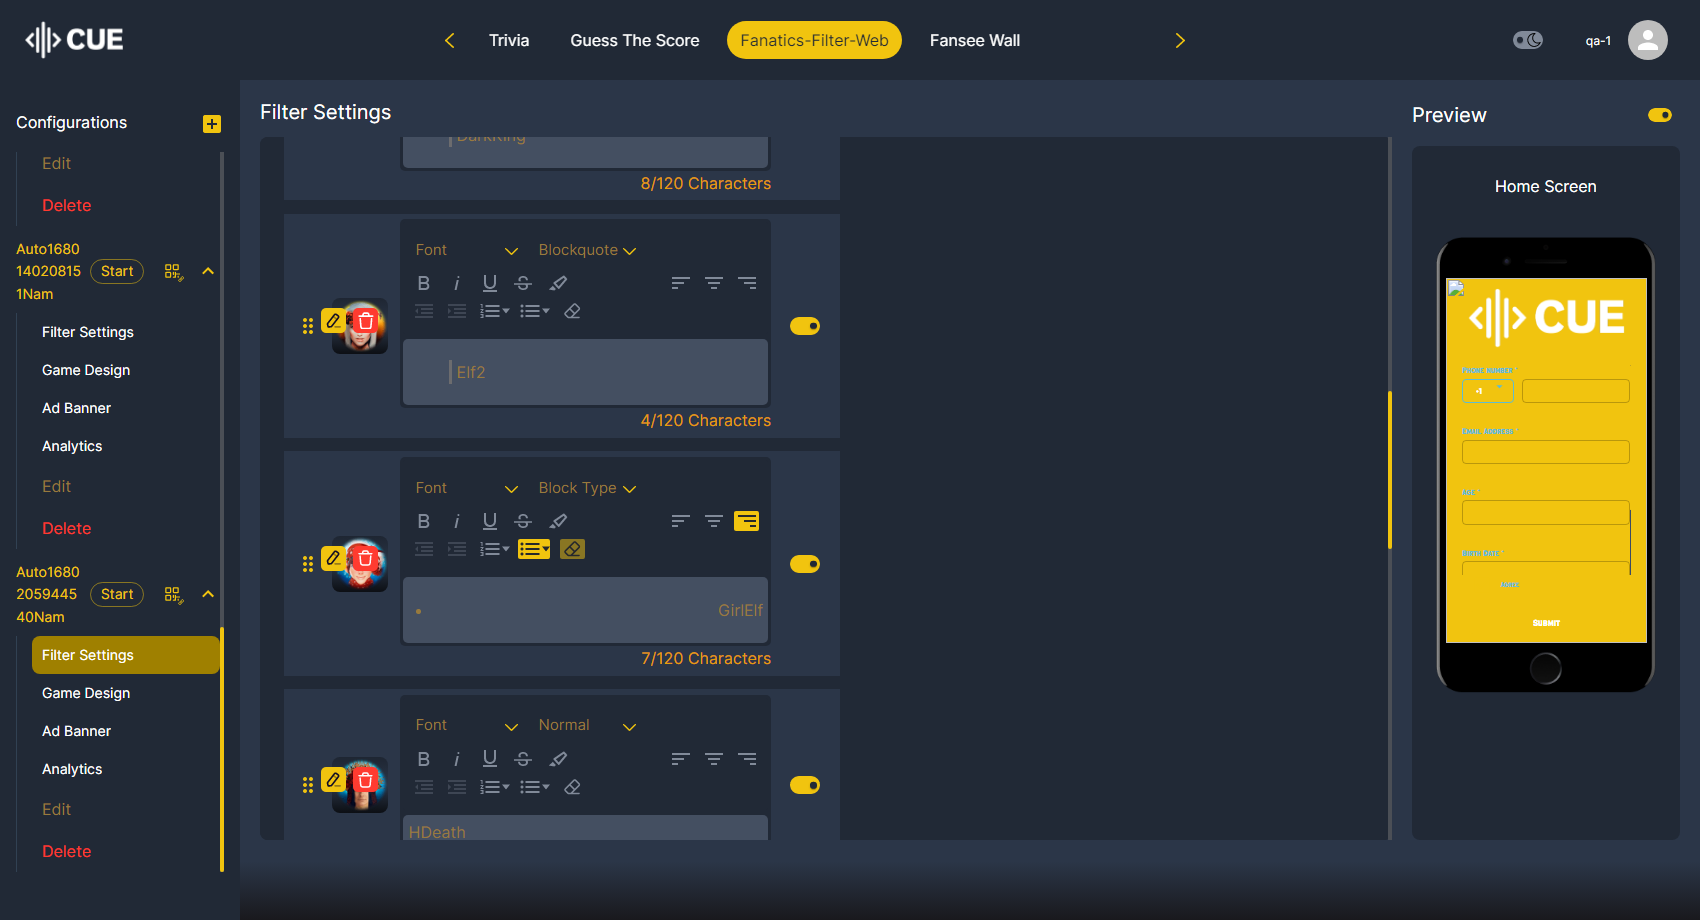 CUE
Trivia
Guess The Score
Fanatics-Filter-Web
Fansee Wall
qa-1
Configurations
Edit
Delete
Auto1680
14020815
1Nam
Start
Filter Settings
Game Design
Ad Banner
Analytics
Edit
Delete
Auto1680
2059445
40Nam
Start
Filter Settings
Game Design
Ad Banner
Analytics
Edit
Delete
Filter Settings
DarkRing
8/120 Characters
Font
Blockquote
B i U S
Elf2
4/120 Characters
Font
Block Type
B i U S
• GirlElf
7/120 Characters
Font
Normal
B i U S
HDeath
Preview
Home Screen
CUE
Phone number *
+1
Email Address *
Age *
Birth Date *
Submit